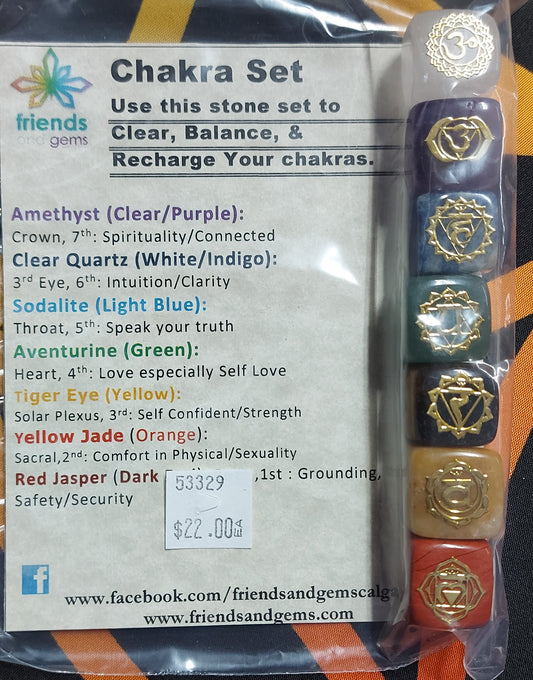 friends
and gems
Chakra Set
Use this stone set to
Clear, Balance, &
Recharge Your chakras.
Amethyst (Clear/Purple):
Crown, 7th: Spirituality/Connected
Clear Quartz (White/Indigo):
3rd Eye, 6th: Intuition/Clarity
Sodalite (Light Blue):
Throat, 5th: Speak your truth
Aventurine (Green):
Heart, 4th: Love especially Self Love
Tiger Eye (Yellow):
Solar Plexus, 3rd: Self Confident/Strength
Yellow Jade (Orange):
Sacral,2nd: Comfort in Physical/Sexuality
Red Jasper (Dark ,1st : Grounding,
Safety/Security
53329
$22.00EA
f
www.facebook.com/friendsandgemscalga
www.friendsandgems.com